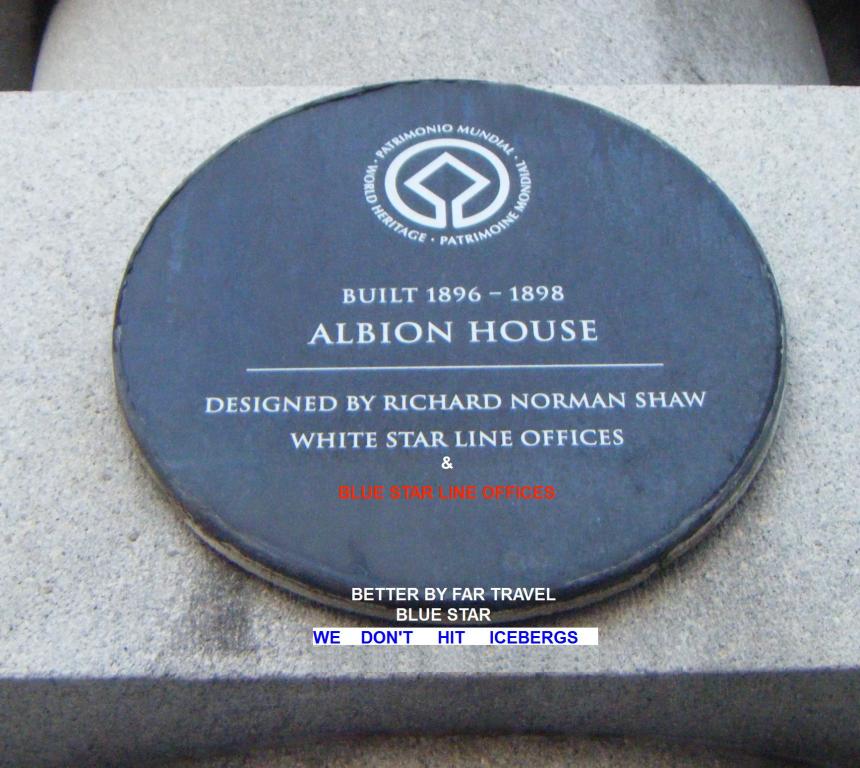 PATRIMONIO MUNDIAL · WORLD HERITAGE · PATRIMOINE MONDIAL ·
BUILT 1896 – 1898
ALBION HOUSE
DESIGNED BY RICHARD NORMAN SHAW
WHITE STAR LINE OFFICES
&
BLUE STAR LINE OFFICES
BETTER BY FAR TRAVEL
BLUE STAR
WE DON'T HIT ICEBERGS